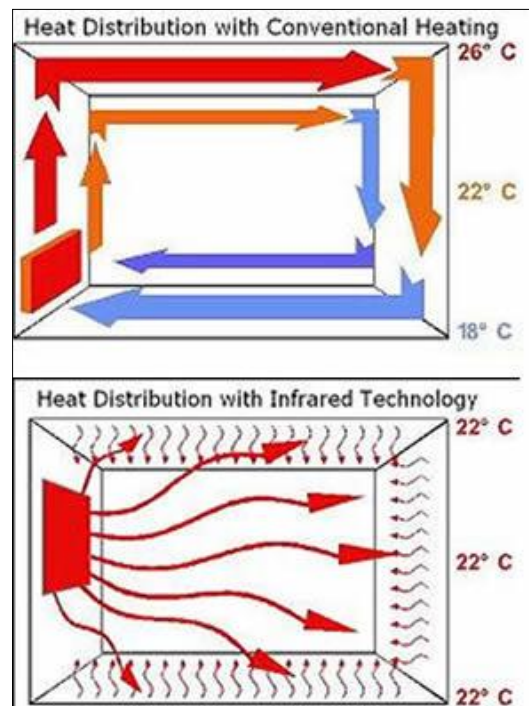 Heat Distribution with Conventional Heating
26° C
22° C
18° C
Heat Distribution with Infrared Technology
22° C
22° C
22° C